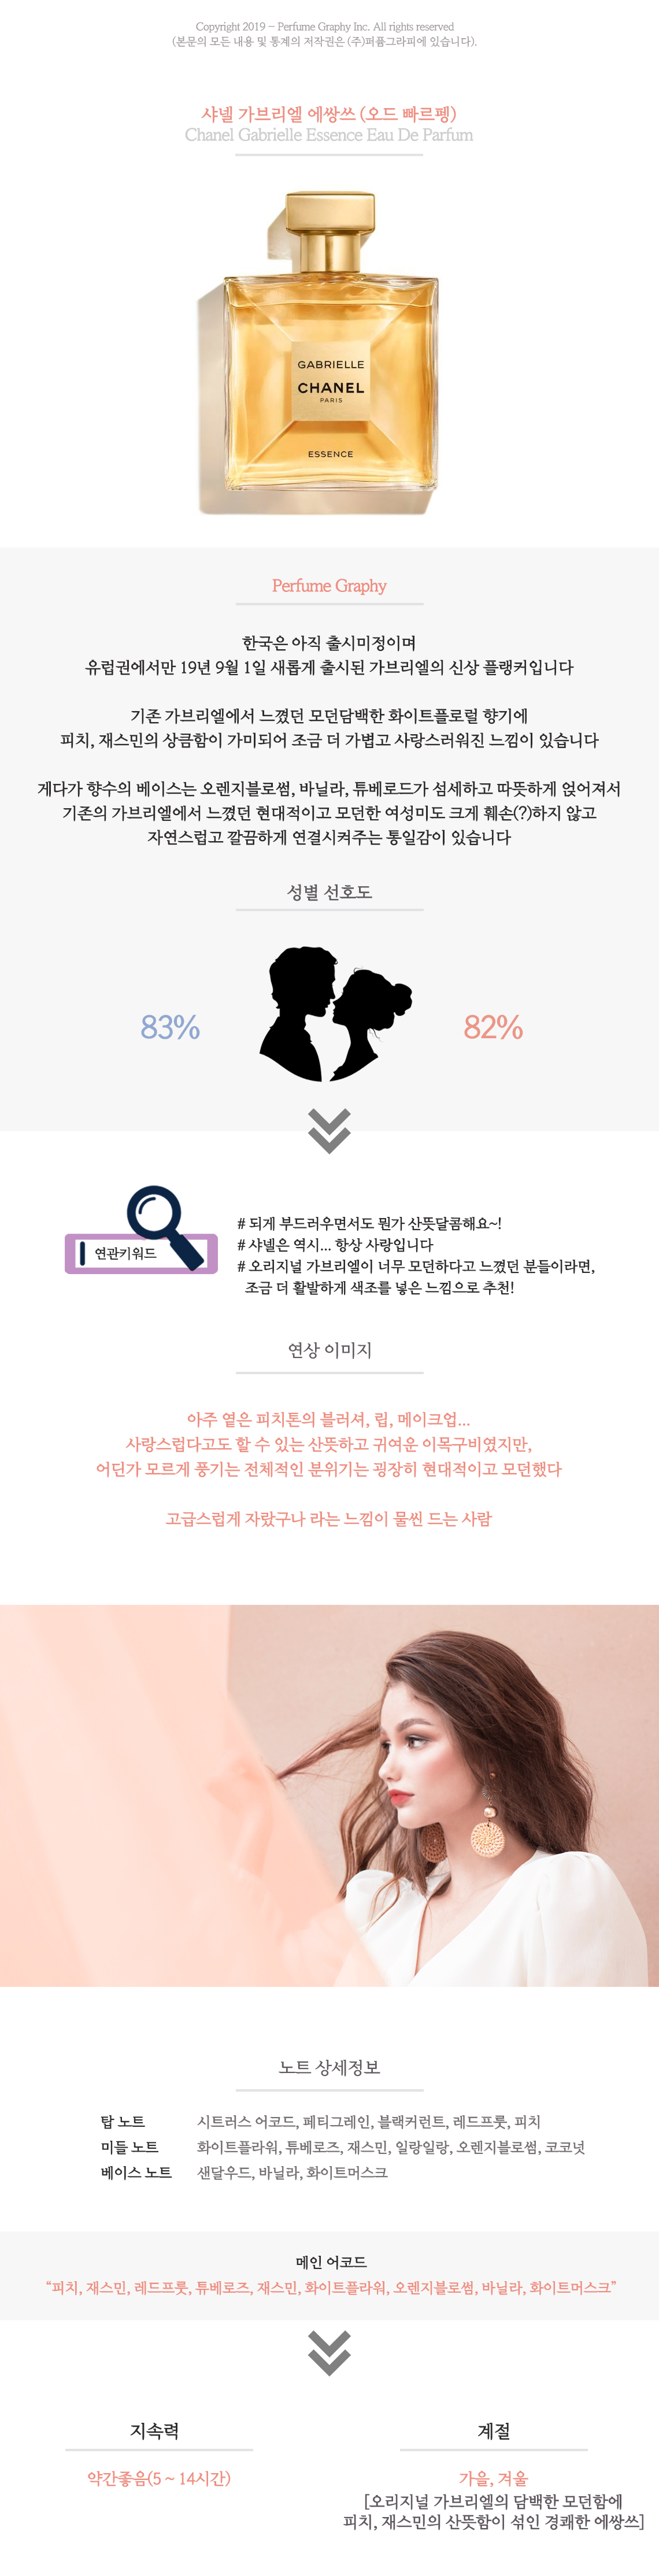 Copyright 2019 - Perfume Graphy Inc. All rights reserved
(본문의 모든 내용 및 통계의 저작권은 (주)퍼퓸그라피에 있습니다).
샤넬 가브리엘 에쌍쓰 (오드 빠르펭)
Chanel Gabrielle Essence Eau De Parfum
GABRIELLE
CHANEL
PARIS
ESSENCE
Perfume Graphy
한국은 아직 출시미정이며
유럽권에서만 19년 9월 1일 새롭게 출시된 가브리엘의 신상 플랭커입니다
기존 가브리엘에서 느꼈던 모던담백한 화이트플로럴 향기에
피치, 재스민의 상큼함이 가미되어 조금 더 가볍고 사랑스러워진 느낌이 있습니다
게다가 향수의 베이스는 오렌지블로썸, 바닐라, 튜베로드가 섬세하고 따뜻하게 얹어져서
기존의 가브리엘에서 느꼈던 현대적이고 모던한 여성미도 크게 훼손(?)하지 않고
자연스럽고 깔끔하게 연결시켜주는 통일감이 있습니다
성별 선호도
83%
82%
연관키워드
# 되게 부드러우면서도 뭔가 산뜻달콤해요~!
# 샤넬은 역시... 항상 사랑입니다
# 오리지널 가브리엘이 너무 모던하다고 느꼈던 분들이라면,
조금 더 활발하게 색조를 넣은 느낌으로 추천!
연상 이미지
아주 옅은 피치톤의 블러셔, 립, 메이크업...
사랑스럽다고도 할 수 있는 산뜻하고 귀여운 이목구비였지만,
어딘가 모르게 풍기는 전체적인 분위기는 굉장히 현대적이고 모던했다
고급스럽게 자랐구나 라는 느낌이 물씬 드는 사람
노트 상세정보
탑 노트 시트러스 어코드, 페티그레인, 블랙커런트, 레드프룻, 피치
미들 노트 화이트플라워, 튜베로즈, 재스민, 일랑일랑, 오렌지블로썸, 코코넛
베이스 노트 샌달우드, 바닐라, 화이트머스크
메인 어코드
“피치, 재스민, 레드프룻, 튜베로즈, 재스민, 화이트플라워, 오렌지블로썸, 바닐라, 화이트머스크”
지속력
약간좋음(5 ~ 14시간)
계절
가을, 겨울
[오리지널 가브리엘의 담백한 모던함에
피치, 재스민의 산뜻함이 섞인 경쾌한 에쌍쓰]